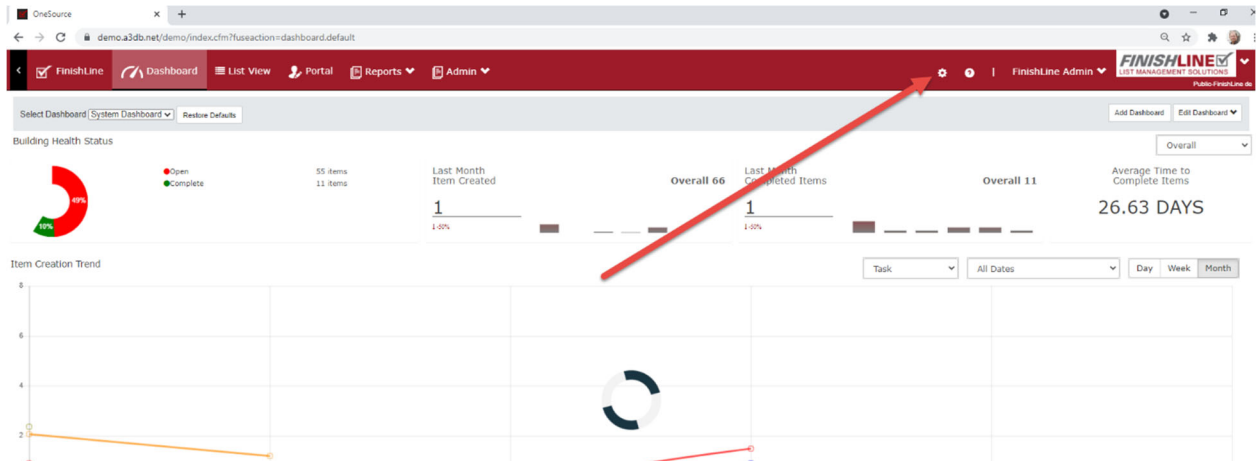 OneSource
demo.a3db.net/demo/index.cfm?fuseaction=dashboard.default
FinishLine Dashboard List View Portal Reports Admin | FinishLine Admin FINISHLINE
LIST MANAGEMENT SOLUTIONS
Public-FinishLine de
Select Dashboard System Dashboard Restore Defaults Add Dashboard Edit Dashboard
Building Health Status Overall
Open 55 items
Complete 11 items
49%
10%
Last Month
Item Created
Overall 66
1
1-50%
Last Month
Completed Items
Overall 11
1
1-50%
Average Time to
Complete Items
26.63 DAYS
Item Creation Trend Task All Dates Day Week Month
8
6
4
2